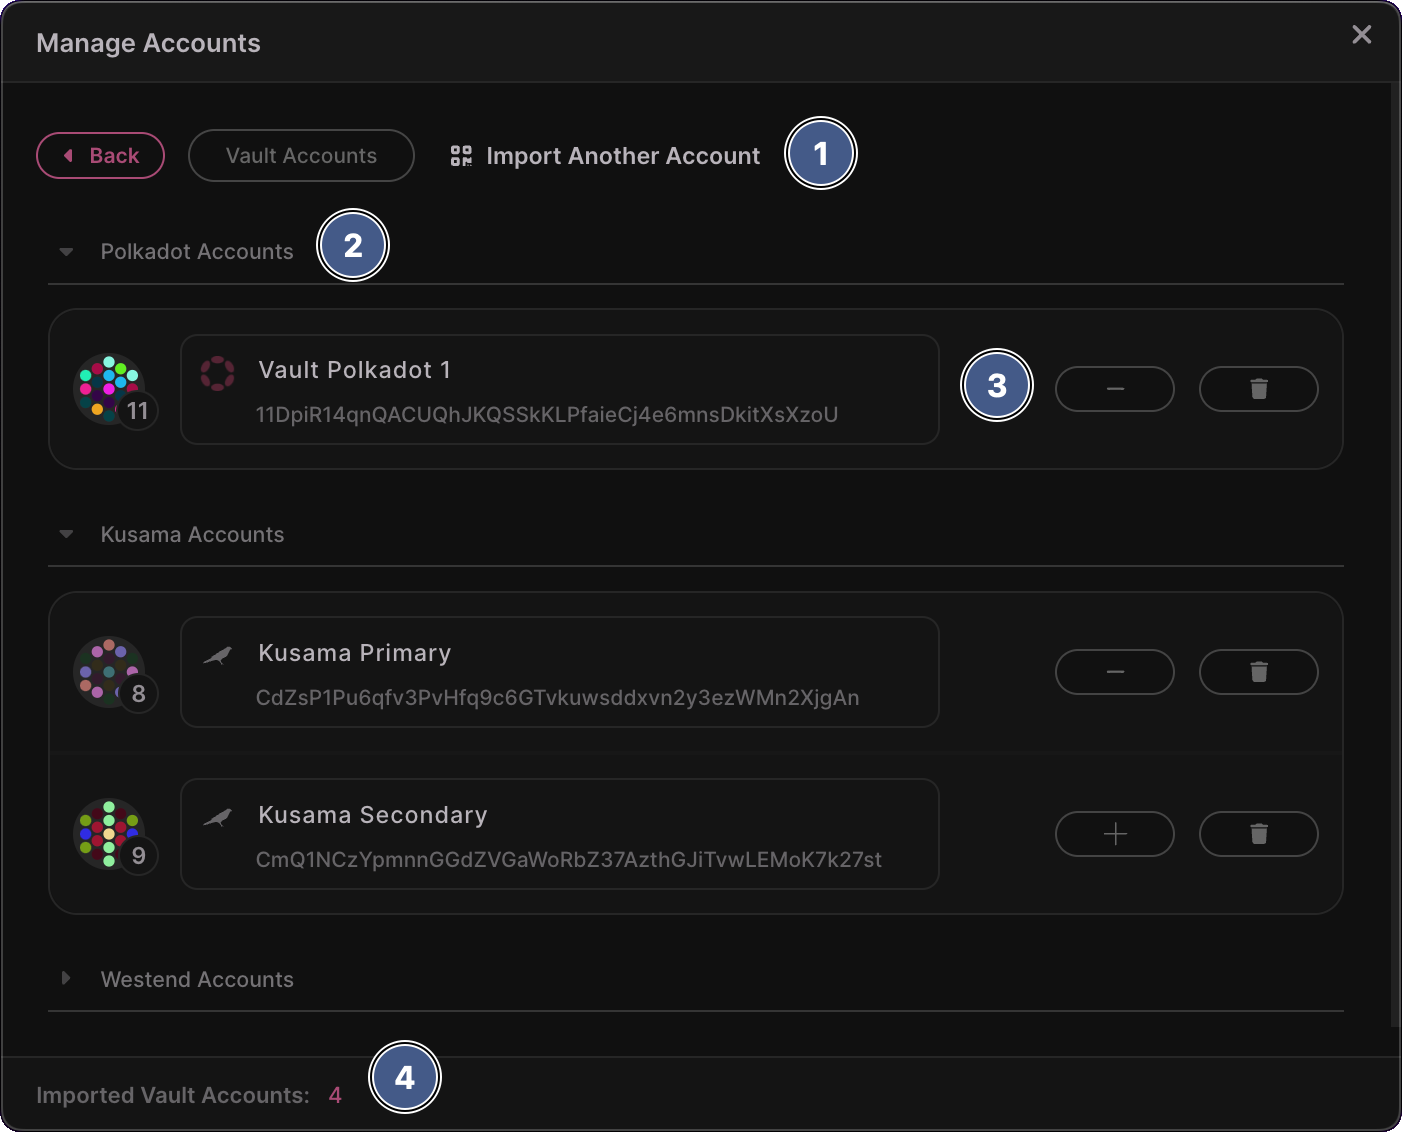 Manage Accounts
Back
Vault Accounts
Import Another Account
1
Polkadot Accounts
2
11
Vault Polkadot 1
11DpiR14qnQACUQhJKQSSkKLPfaieCj4e6mnsDkitXsXzoU
3
Kusama Accounts
8
Kusama Primary
CdZsP1Pu6qfv3PvHfq9c6GTvkuwsddxvn2y3ezWMn2XjgAn
9
Kusama Secondary
CmQ1NCzYpmnnGGdZVGaWoRbZ37AzthGJiTvwLEMoK7k27st
Westend Accounts
Imported Vault Accounts: 4
4